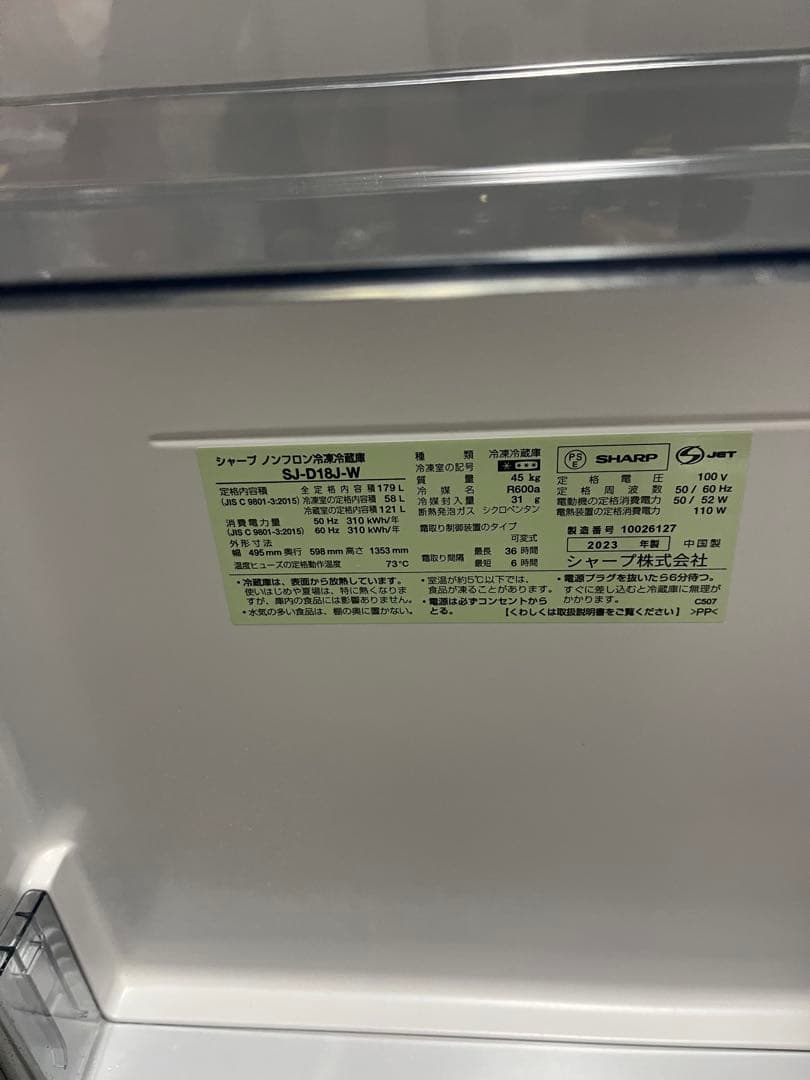 シャープ ノンフロン冷凍冷蔵庫
SJ-D18J-W
定格内容積 全定格内容積 179 L
(JIS C 9801-3:2015) 冷凍室の定格内容積 58 L
冷蔵室の定格内容積 121 L
消費電力量 50 Hz 310 kWh/年
(JIS C 9801-3:2015) 60 Hz 310 kWh/年
外形寸法
幅 495 mm 奥行 598 mm 高さ 1353 mm
温度ヒューズの定格動作温度 73℃
種類 冷凍冷蔵庫
冷凍室の記号
質量 45 kg
冷媒名 R600a
冷媒封入量 31 g
断熱発泡ガス シクロペンタン
霜取り制御装置のタイプ
可変式
霜取り間隔 最長 36 時間
最短 6 時間
PS E SHARP JET
定格電圧 100 V
定格周波数 50 / 60 Hz
電動機の定格消費電力 50 / 52 W
電熱装置の定格消費電力 110 W
製造番号 10026127
2023 年製 中国製
シャープ株式会社
・冷蔵庫は、表面から放熱しています。
使いはじめや夏場は、特に熱くなりま
すが、庫内の食品には影響ありません。
・水気の多い食品は、棚の奥に置かない。
・室温が約5℃以下では、
食品が凍ることがあります。
・電源は必ずコンセントから
とる。
・電源プラグを抜いたら6分待つ。
すぐに差し込むと冷蔵庫に無理が
かかります。 C507
【くわしくは取扱説明書をご覧ください】 >PP<